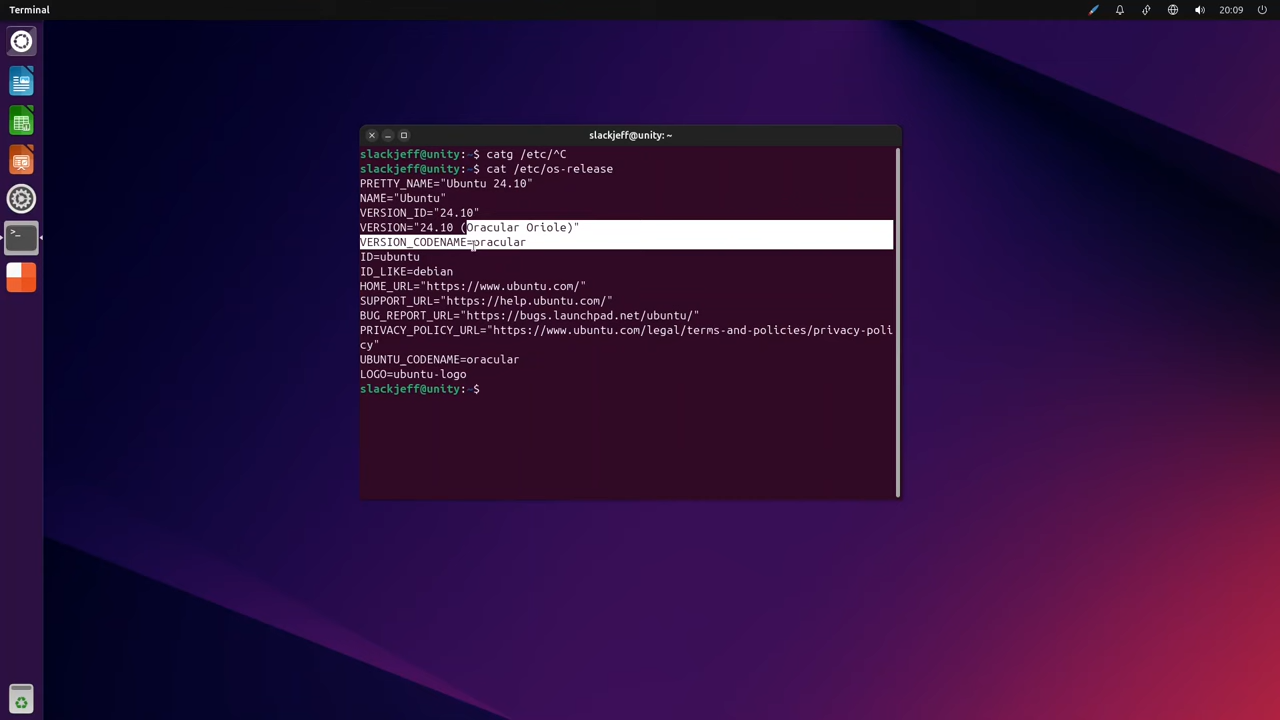 Terminal
20:09
slackjeff@unity: ~
slackjeff@unity:~$ catg /etc/^C
slackjeff@unity:~$ cat /etc/os-release
PRETTY_NAME="Ubuntu 24.10"
NAME="Ubuntu"
VERSION_ID="24.10"
VERSION="24.10 (Oracular Oriole)"
VERSION_CODENAME=oracular
ID=ubuntu
ID_LIKE=debian
HOME_URL="https://www.ubuntu.com/"
SUPPORT_URL="https://help.ubuntu.com/"
BUG_REPORT_URL="https://bugs.launchpad.net/ubuntu/"
PRIVACY_POLICY_URL="https://www.ubuntu.com/legal/terms-and-policies/privacy-poli
cy"
UBUNTU_CODENAME=oracular
LOGO=ubuntu-logo
slackjeff@unity:~$